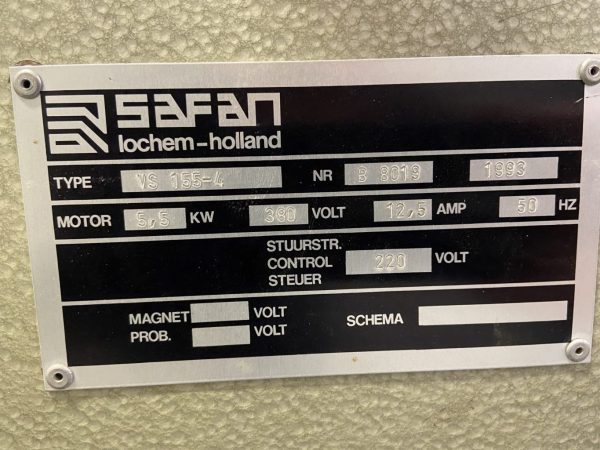 SAFAN
lochem-holland
TYPE VS 155-4 NR B 8019 1993
MOTOR 5,5 KW 380 VOLT 12,5 AMP 50 HZ
STUURSTR.
CONTROL 220 VOLT
STEUER
MAGNET VOLT
PROB. VOLT
SCHEMA